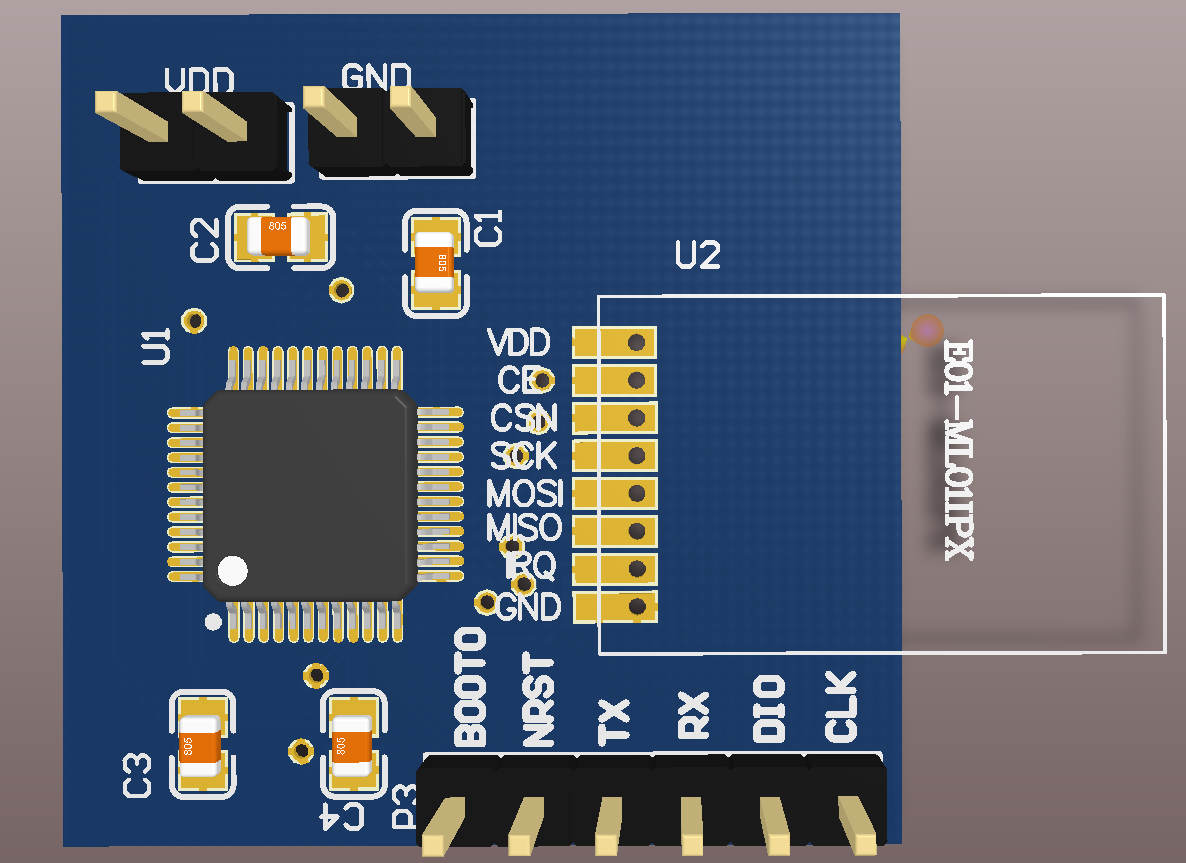 VDD
GND
C2
805
C1
805
U2
U1
VDD
CE
CSN
SCK
MOSI
MISO
IRQ
GND
E01-ML01IPX
BOOT0
NRST
TX
RX
DIO
CLK
C3
805
805
C4
P3